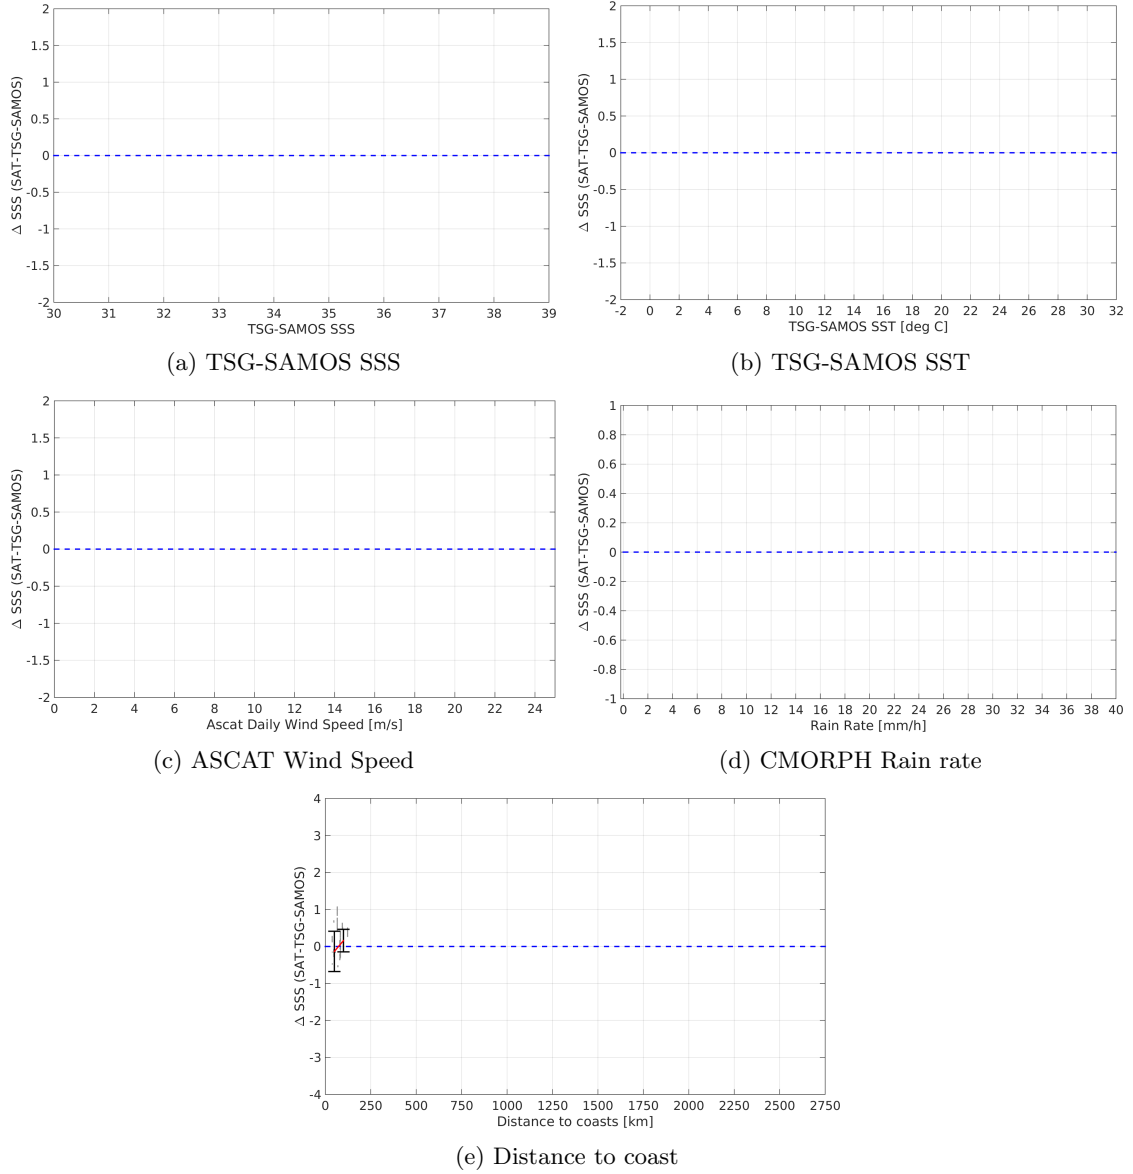 2
1.5
1
0.5
0
-0.5
-1
-1.5
-2
Δ SSS (SAT-TSG-SAMOS)
30 31 32 33 34 35 36 37 38 39
TSG-SAMOS SSS
(a) TSG-SAMOS SSS
2
1.5
1
0.5
0
-0.5
-1
-1.5
-2
Δ SSS (SAT-TSG-SAMOS)
-2 0 2 4 6 8 10 12 14 16 18 20 22 24 26 28 30 32
TSG-SAMOS SST [deg C]
(b) TSG-SAMOS SST
2
1.5
1
0.5
0
-0.5
-1
-1.5
-2
Δ SSS (SAT-TSG-SAMOS)
0 2 4 6 8 10 12 14 16 18 20 22 24
Ascat Daily Wind Speed [m/s]
(c) ASCAT Wind Speed
1
0.8
0.6
0.4
0.2
0
-0.2
-0.4
-0.6
-0.8
-1
Δ SSS (SAT-TSG-SAMOS)
0 2 4 6 8 10 12 14 16 18 20 22 24 26 28 30 32 34 36 38 40
Rain Rate [mm/h]
(d) CMORPH Rain rate
4
3
2
1
0
-1
-2
-3
-4
Δ SSS (SAT-TSG-SAMOS)
0 250 500 750 1000 1250 1500 1750 2000 2250 2500 2750
Distance to coasts [km]
(e) Distance to coast